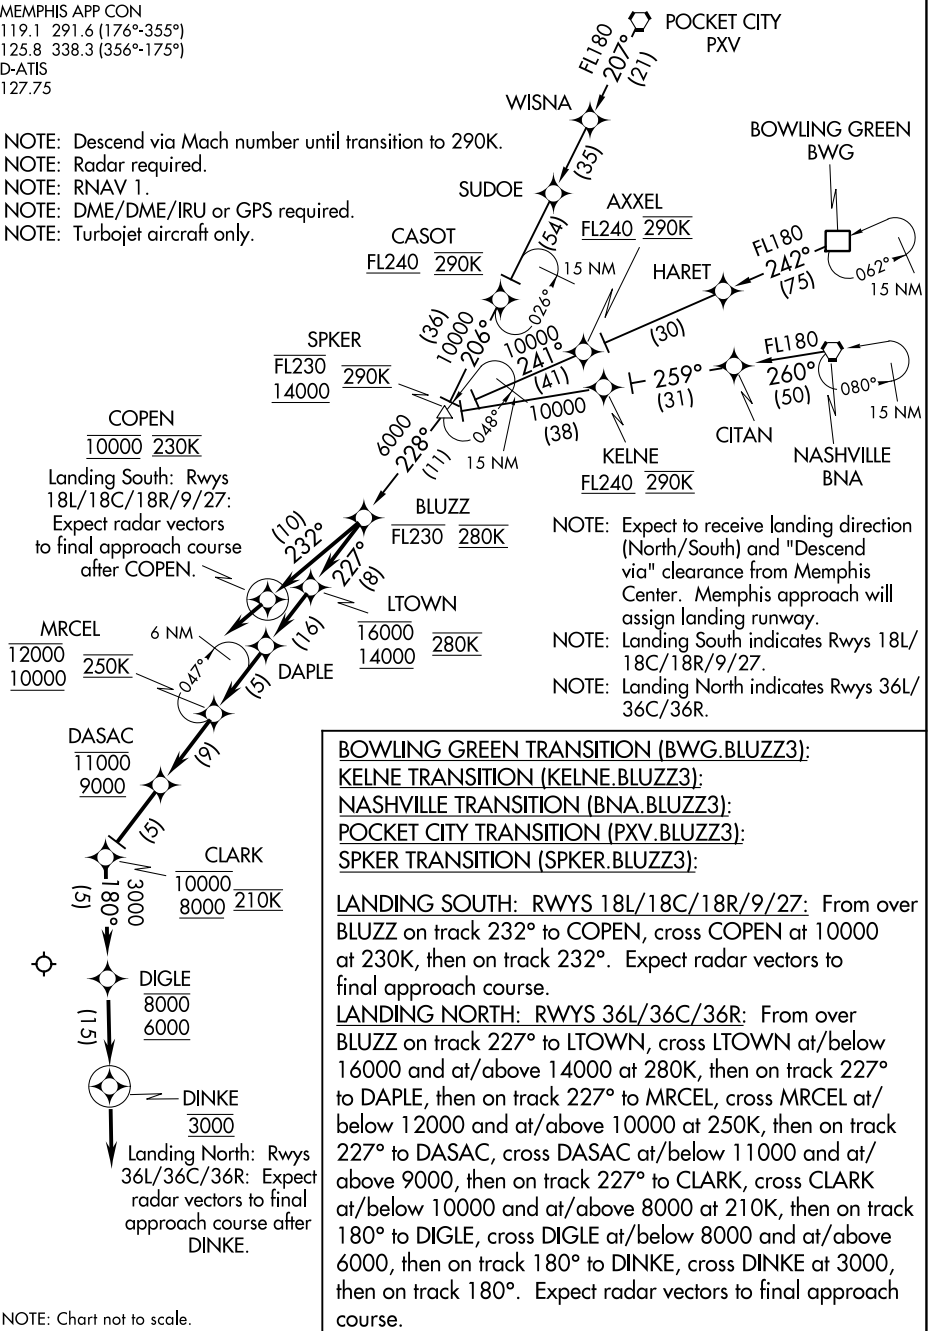 MEMPHIS APP CON
119.1 291.6 (176°-355°)
125.8 338.3 (356°-175°)
D-ATIS
127.75
NOTE: Descend via Mach number until transition to 290K.
NOTE: Radar required.
NOTE: RNAV 1.
NOTE: DME/DME/IRU or GPS required.
NOTE: Turbojet aircraft only.
POCKET CITY
PXV
FL180
207°
(21)
WISNA
(35)
SUDOE
(54)
BOWLING GREEN
BWG
FL180
242°
(75)
062°
15 NM
AXXEL
FL240 290K
HARET
(30)
CASOT
FL240 290K
15 NM
026°
(36)
10000
206°
10000
241°
(41)
SPKER
FL230
14000
290K
048°
15 NM
10000
(38)
KELNE
FL240 290K
259°
(31)
CITAN
FL180
260°
(50)
080°
15 NM
NASHVILLE
BNA
6000
228°
(11)
COPEN
10000 230K
Landing South: Rwys
18L/18C/18R/9/27:
Expect radar vectors
to final approach course
after COPEN.
(10)
232°
BLUZZ
FL230 280K
227°
(8)
LTOWN
16000
14000
280K
(16)
NOTE: Expect to receive landing direction
(North/South) and "Descend
via" clearance from Memphis
Center. Memphis approach will
assign landing runway.
NOTE: Landing South indicates Rwys 18L/
18C/18R/9/27.
NOTE: Landing North indicates Rwys 36L/
36C/36R.
MRCEL
12000
10000
250K
6 NM
047°
DAPLE
(5)
DASAC
11000
9000
(9)
(5)
CLARK
10000
8000
210K
(5)
180°
3000
DIGLE
8000
6000
(15)
DINKE
3000
Landing North: Rwys
36L/36C/36R: Expect
radar vectors to final
approach course after
DINKE.
BOWLING GREEN TRANSITION (BWG.BLUZZ3):
KELNE TRANSITION (KELNE.BLUZZ3):
NASHVILLE TRANSITION (BNA.BLUZZ3):
POCKET CITY TRANSITION (PXV.BLUZZ3):
SPKER TRANSITION (SPKER.BLUZZ3):
LANDING SOUTH: RWYS 18L/18C/18R/9/27: From over
BLUZZ on track 232° to COPEN, cross COPEN at 10000
at 230K, then on track 232°. Expect radar vectors to
final approach course.
LANDING NORTH: RWYS 36L/36C/36R: From over
BLUZZ on track 227° to LTOWN, cross LTOWN at/below
16000 and at/above 14000 at 280K, then on track 227°
to DAPLE, then on track 227° to MRCEL, cross MRCEL at/
below 12000 and at/above 10000 at 250K, then on track
227° to DASAC, cross DASAC at/below 11000 and at/
above 9000, then on track 227° to CLARK, cross CLARK
at/below 10000 and at/above 8000 at 210K, then on track
180° to DIGLE, cross DIGLE at/below 8000 and at/above
6000, then on track 180° to DINKE, cross DINKE at 3000,
then on track 180°. Expect radar vectors to final approach
course.
NOTE: Chart not to scale.